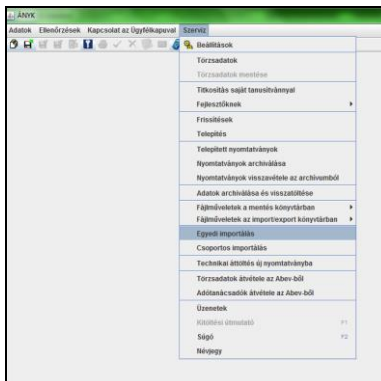 ÁNYK
Adatok Ellenőrzések Kapcsolat az Ügyfélkapuval Szerviz
Beállítások
Törzsadatok
Törzsadatok mentése
Titkosítás saját tanusítvánnyal
Fejlesztőknek
Frissítések
Telepítés
Telepített nyomtatványok
Nyomtatványok archiválása
Nyomtatványok visszavétele az archívumból
Adatok archiválása és visszatöltése
Fájlműveletek a mentés könyvtárban
Fájlműveletek az import/export könyvtárban
Egyedi importálás
Csoportos importálás
Technikai áttöltés új nyomtatványba
Törzsadatok átvétele az Abev-ből
Adótanácsadók átvétele az Abev-ből
Üzenetek
Kitöltési útmutató F1
Súgó F2
Névjegy